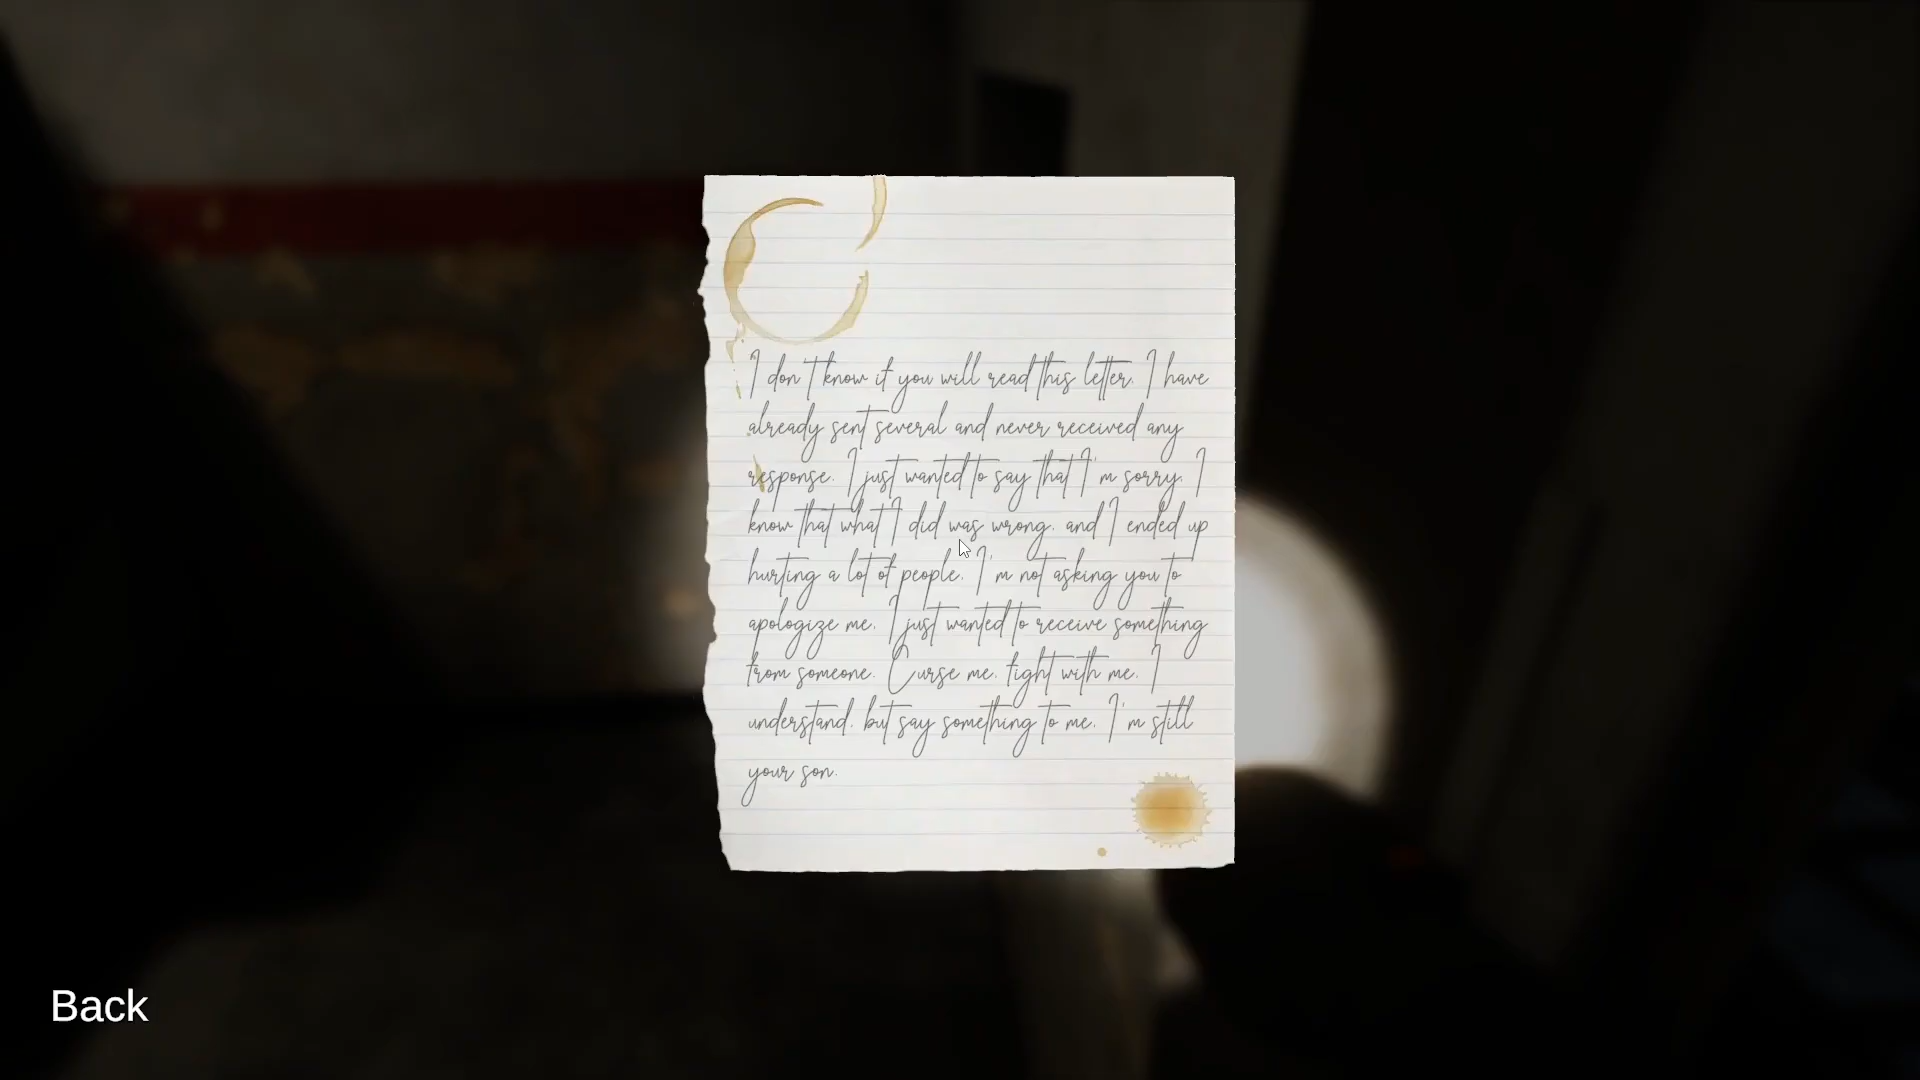 I don't know if you will read this letter. I have
already sent several and never received any
response. I just wanted to say that I'm sorry. I
know that what I did was wrong, and I ended up
hurting a lot of people. I'm not asking you to
apologize me, I just wanted to receive something
from someone. Curse me, fight with me, I
understand, but say something to me. I'm still
your son.
Back